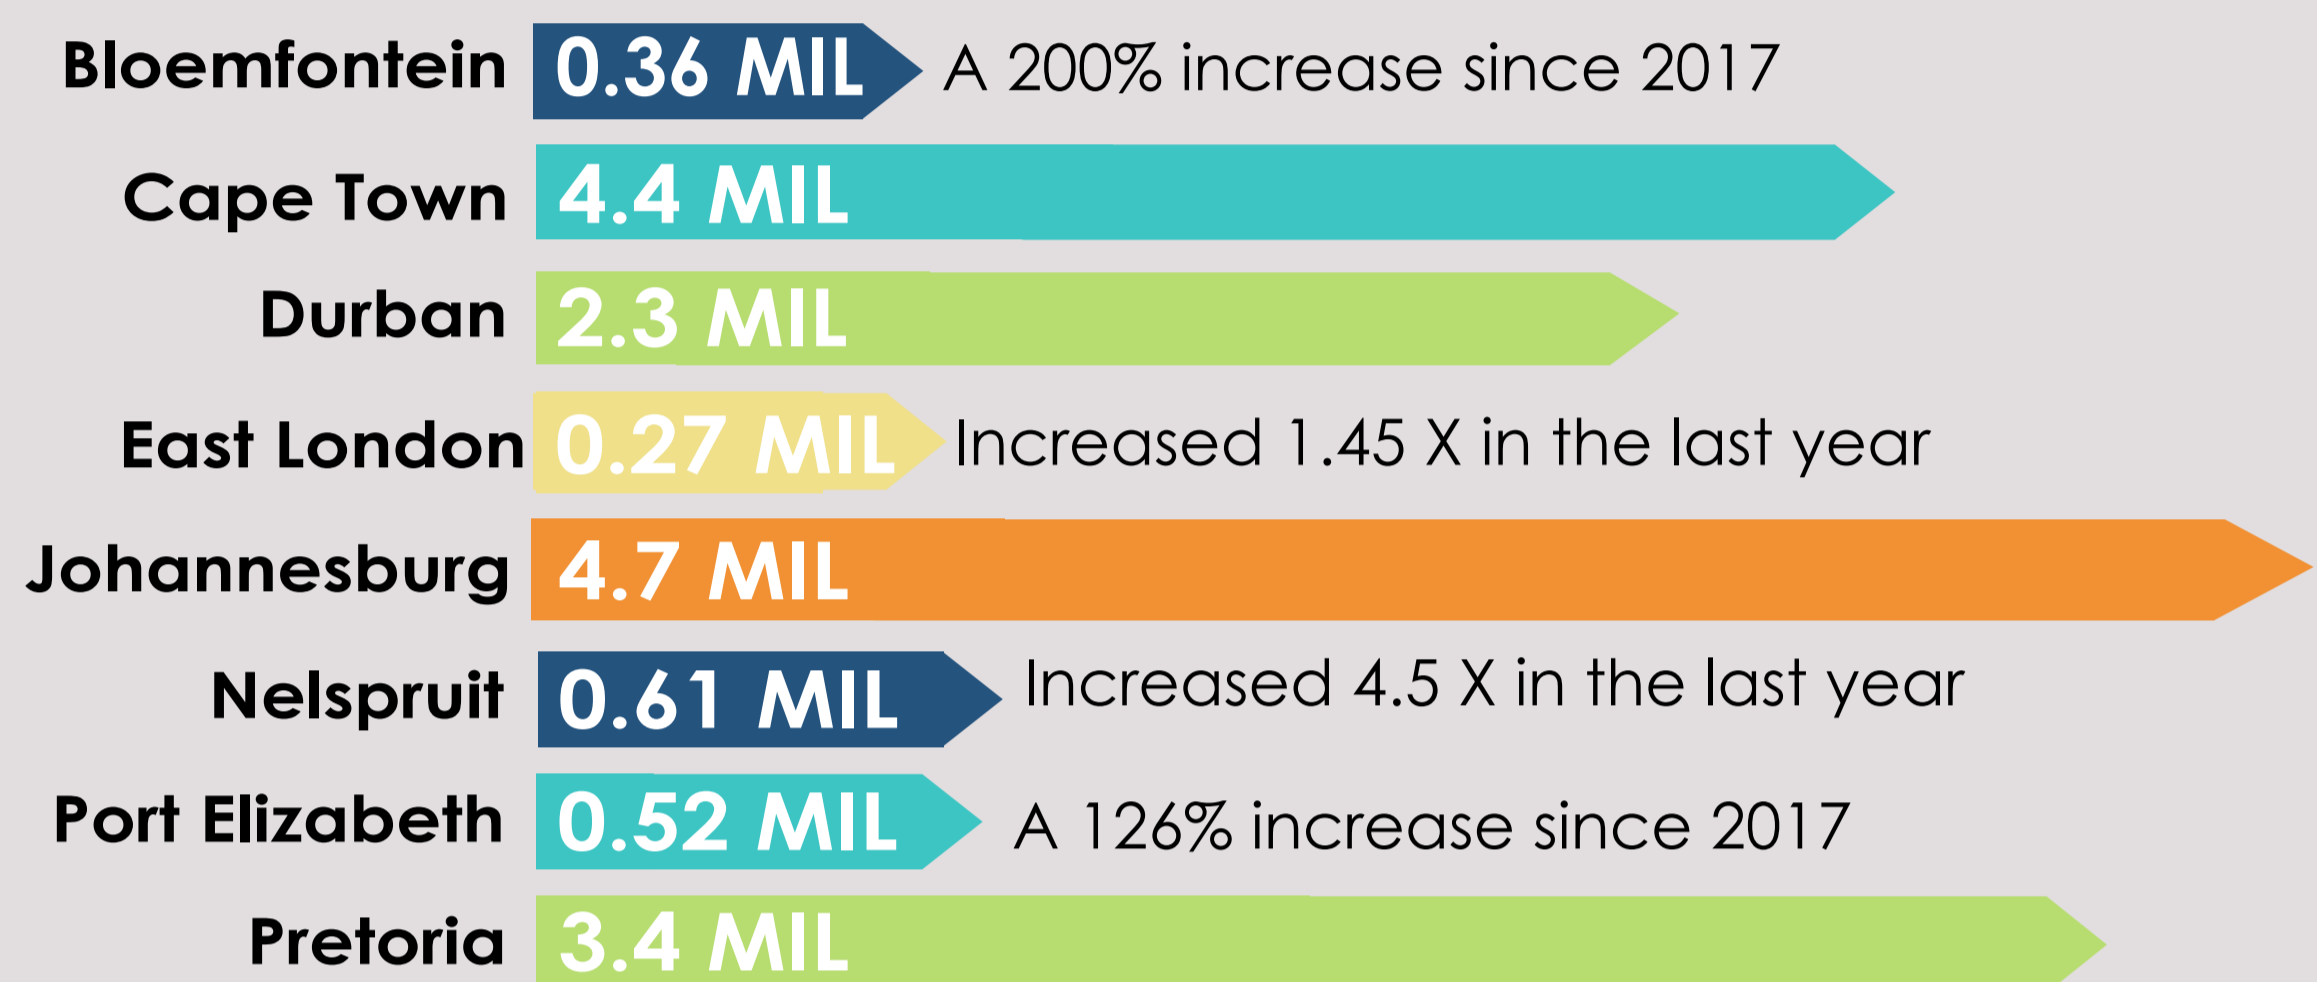 Bloemfontein 0.36 MIL A 200% increase since 2017
Cape Town 4.4 MIL
Durban 2.3 MIL
East London 0.27 MIL Increased 1.45 X in the last year
Johannesburg 4.7 MIL
Nelspruit 0.61 MIL Increased 4.5 X in the last year
Port Elizabeth 0.52 MIL A 126% increase since 2017
Pretoria 3.4 MIL